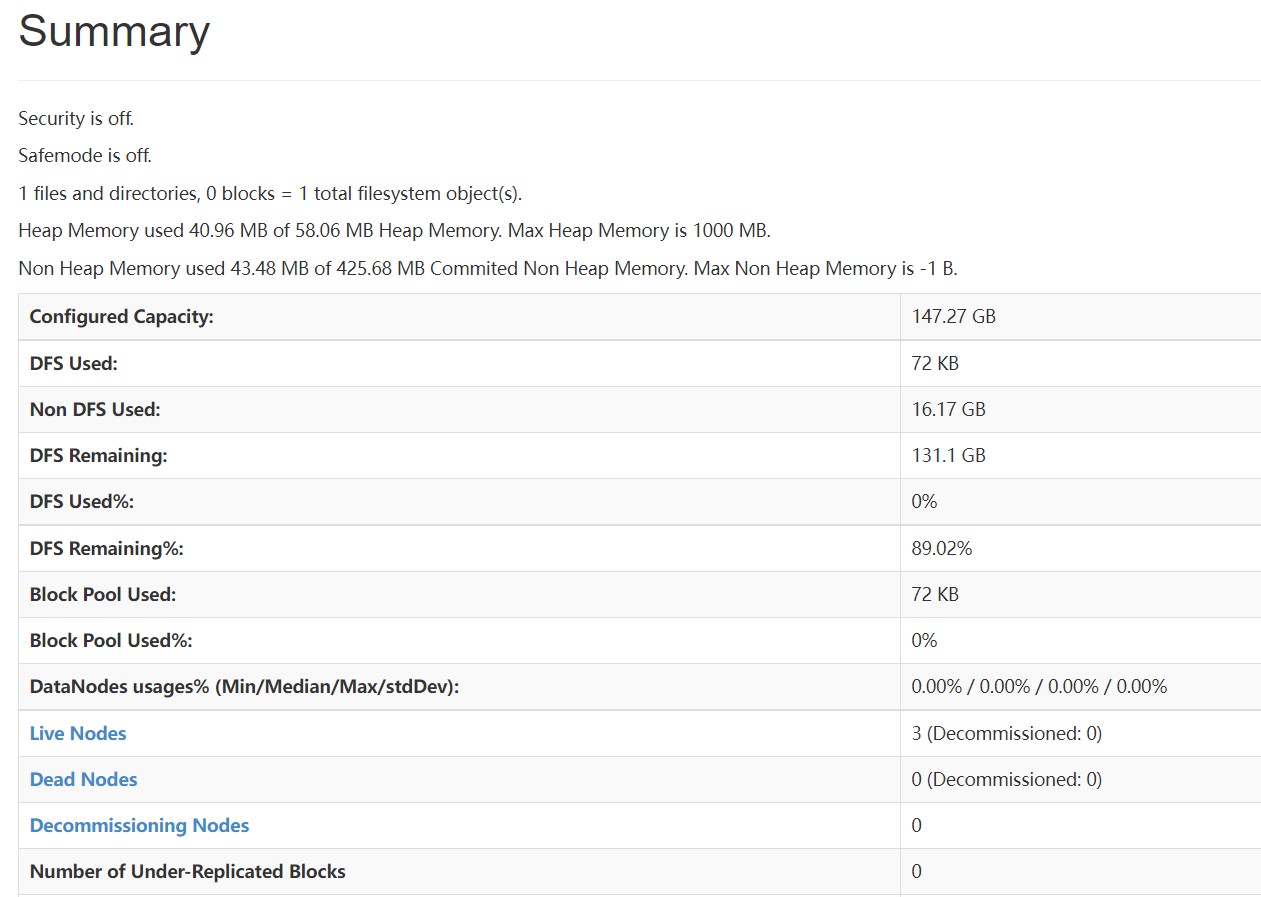 Summary
Security is off.
Safemode is off.
1 files and directories, 0 blocks = 1 total filesystem object(s).
Heap Memory used 40.96 MB of 58.06 MB Heap Memory. Max Heap Memory is 1000 MB.
Non Heap Memory used 43.48 MB of 425.68 MB Commited Non Heap Memory. Max Non Heap Memory is -1 B.
Configured Capacity: 147.27 GB
DFS Used: 72 KB
Non DFS Used: 16.17 GB
DFS Remaining: 131.1 GB
DFS Used%: 0%
DFS Remaining%: 89.02%
Block Pool Used: 72 KB
Block Pool Used%: 0%
DataNodes usages% (Min/Median/Max/stdDev): 0.00% / 0.00% / 0.00% / 0.00%
Live Nodes 3 (Decommissioned: 0)
Dead Nodes 0 (Decommissioned: 0)
Decommissioning Nodes 0
Number of Under-Replicated Blocks 0